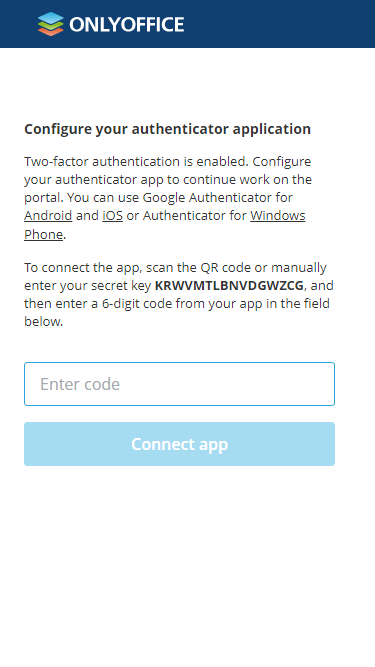 ONLYOFFICE
Configure your authenticator application
Two-factor authentication is enabled. Configure
your authenticator app to continue work on the
portal. You can use Google Authenticator for
Android and iOS or Authenticator for Windows
Phone.
To connect the app, scan the QR code or manually
enter your secret key KRWVMTLBNVDGWZCG, and
then enter a 6-digit code from your app in the field
below.
Enter code
Connect app